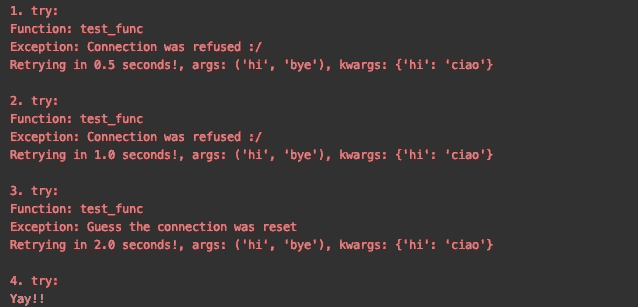 1. try:
Function: test_func
Exception: Connection was refused :/
Retrying in 0.5 seconds!, args: ('hi', 'bye'), kwargs: {'hi': 'ciao'}
2. try:
Function: test_func
Exception: Connection was refused :/
Retrying in 1.0 seconds!, args: ('hi', 'bye'), kwargs: {'hi': 'ciao'}
3. try:
Function: test_func
Exception: Guess the connection was reset
Retrying in 2.0 seconds!, args: ('hi', 'bye'), kwargs: {'hi': 'ciao'}
4. try:
Yay!!